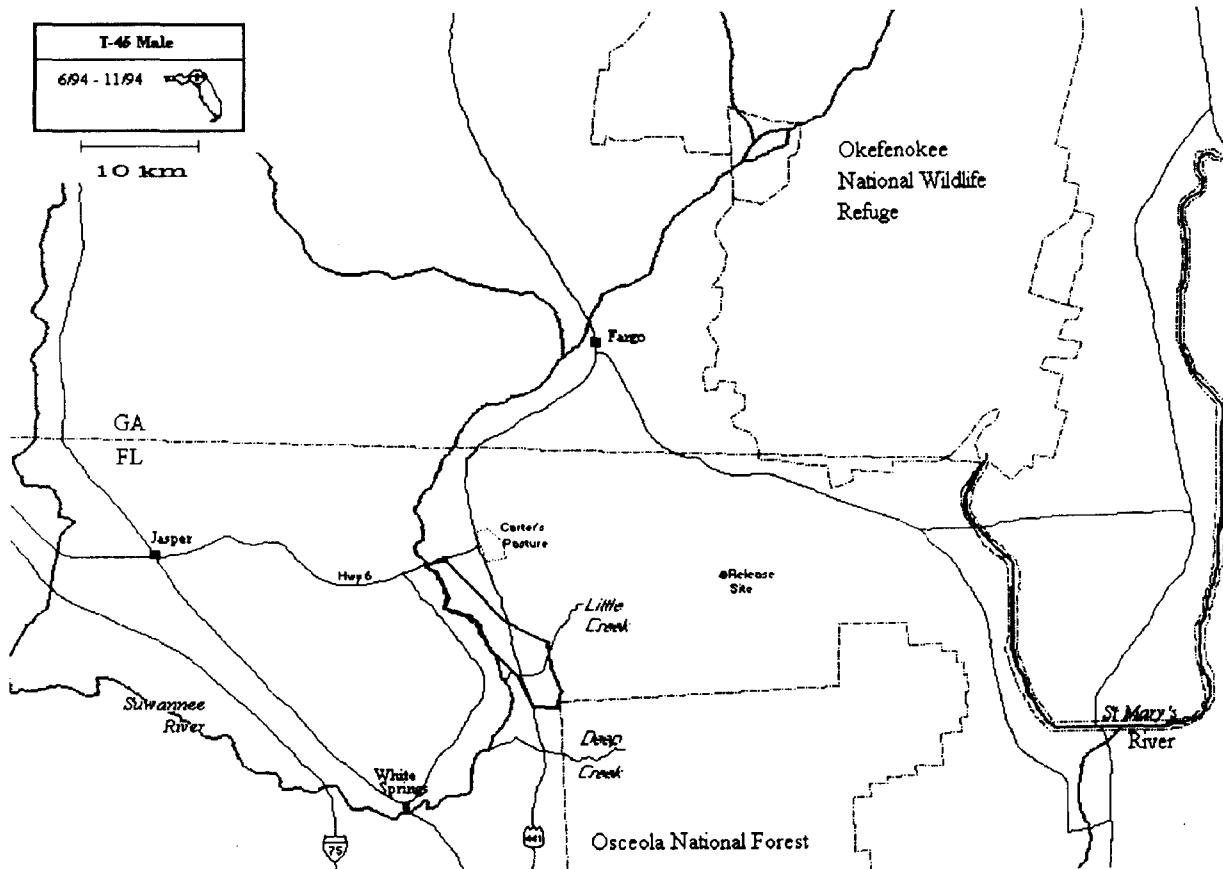 T-45 Male
6/94 - 11/94
10 km
Okefenokee
National Wildlife
Refuge
Fargo
GA
FL
Carter's
Pasture
Jasper
Hwy 6
Release
Site
Little
Creek
Suwannee
River
St Mary's
River
Deep
Creek
White
Springs
441
75
Osceola National Forest